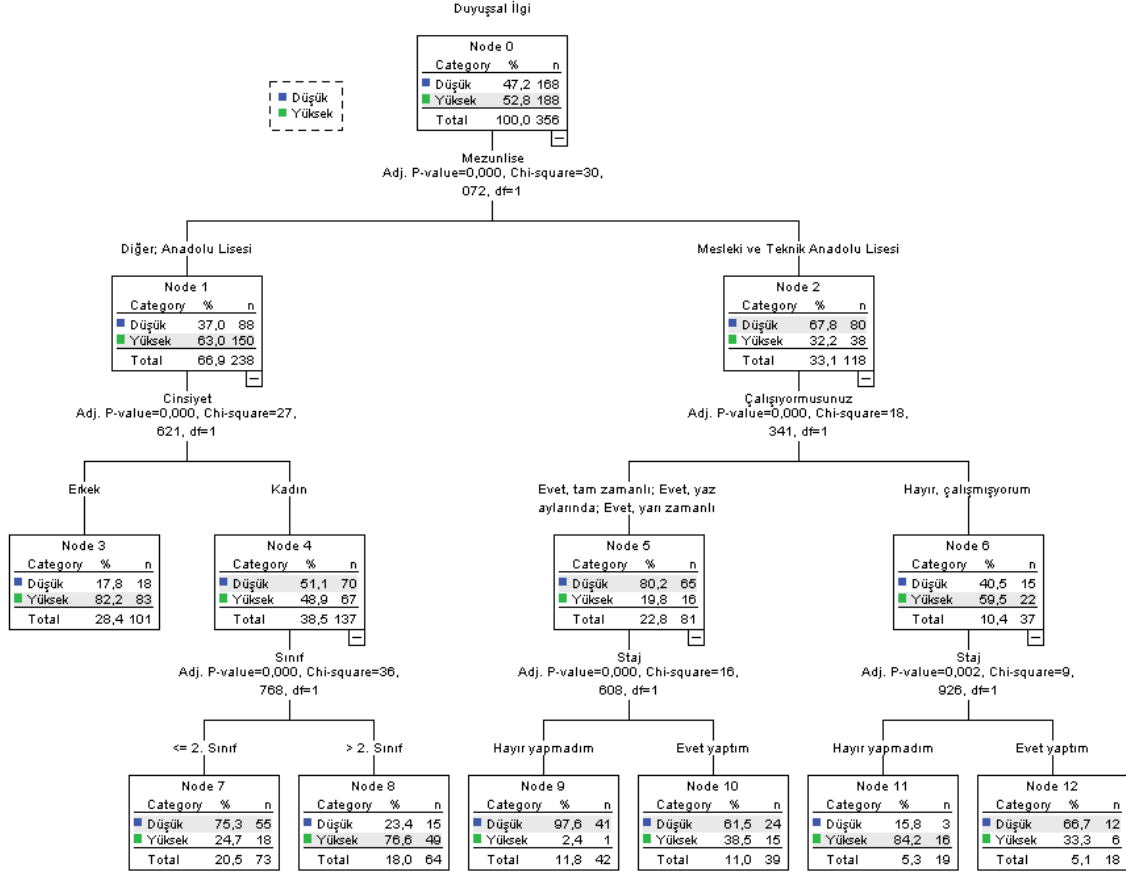 Duyuşsal İlgi
Düşük
Yüksek
Node 0
Category % n
Düşük 47,2 168
Yüksek 52,8 188
Total 100,0 356
Mezunlise
Adj. P-value=0,000, Chi-square=30,
072, df=1
Diğer; Anadolu Lisesi
Mesleki ve Teknik Anadolu Lisesi
Node 1
Category % n
Düşük 37,0 88
Yüksek 63,0 150
Total 66,9 238
Node 2
Category % n
Düşük 67,8 80
Yüksek 32,2 38
Total 33,1 118
Cinsiyet
Adj. P-value=0,000, Chi-square=27,
621, df=1
Çalışıyormusunuz
Adj. P-value=0,000, Chi-square=18,
341, df=1
Erkek
Kadın
Evet, tam zamanlı; Evet, yaz
aylarında; Evet, yarı zamanlı
Hayır, çalışmışyorum
Node 3
Category % n
Düşük 17,8 18
Yüksek 82,2 83
Total 28,4 101
Node 4
Category % n
Düşük 51,1 70
Yüksek 48,9 67
Total 38,5 137
Node 5
Category % n
Düşük 80,2 65
Yüksek 19,8 16
Total 22,8 81
Node 6
Category % n
Düşük 40,5 15
Yüksek 59,5 22
Total 10,4 37
Sınıf
Adj. P-value=0,000, Chi-square=36,
768, df=1
Staj
Adj. P-value=0,000, Chi-square=16,
608, df=1
Staj
Adj. P-value=0,002, Chi-square=9,
926, df=1
<= 2. Sınıf
> 2. Sınıf
Hayır yapmadım
Evet yaptım
Hayır yapmadım
Evet yaptım
Node 7
Category % n
Düşük 75,3 55
Yüksek 24,7 18
Total 20,5 73
Node 8
Category % n
Düşük 23,4 15
Yüksek 76,6 49
Total 18,0 64
Node 9
Category % n
Düşük 97,6 41
Yüksek 2,4 1
Total 11,8 42
Node 10
Category % n
Düşük 61,5 24
Yüksek 38,5 15
Total 11,0 39
Node 11
Category % n
Düşük 15,8 3
Yüksek 84,2 16
Total 5,3 19
Node 12
Category % n
Düşük 66,7 12
Yüksek 33,3 6
Total 5,1 18